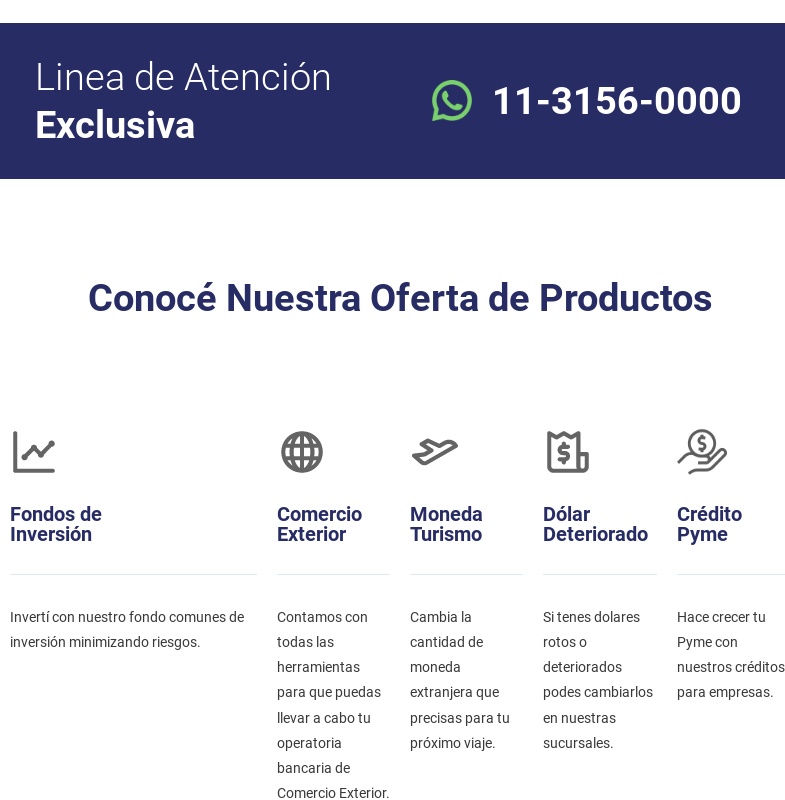 Linea de Atención
Exclusiva
11-3156-0000
Conocé Nuestra Oferta de Productos
Fondos de
Inversión
Invertí con nuestro fondo comunes de
inversión minimizando riesgos.
Comercio
Exterior
Contamos con
todas las
herramientas
para que puedas
llevar a cabo tu
operatoria
bancaria de
Comercio Exterior.
Moneda
Turismo
Cambia la
cantidad de
moneda
extranjera que
precisas para tu
próximo viaje.
Dólar
Deteriorado
Si tenes dolares
rotos o
deteriorados
podes cambiarlos
en nuestras
sucursales.
Crédito
Pyme
Hace crecer tu
Pyme con
nuestros créditos
para empresas.